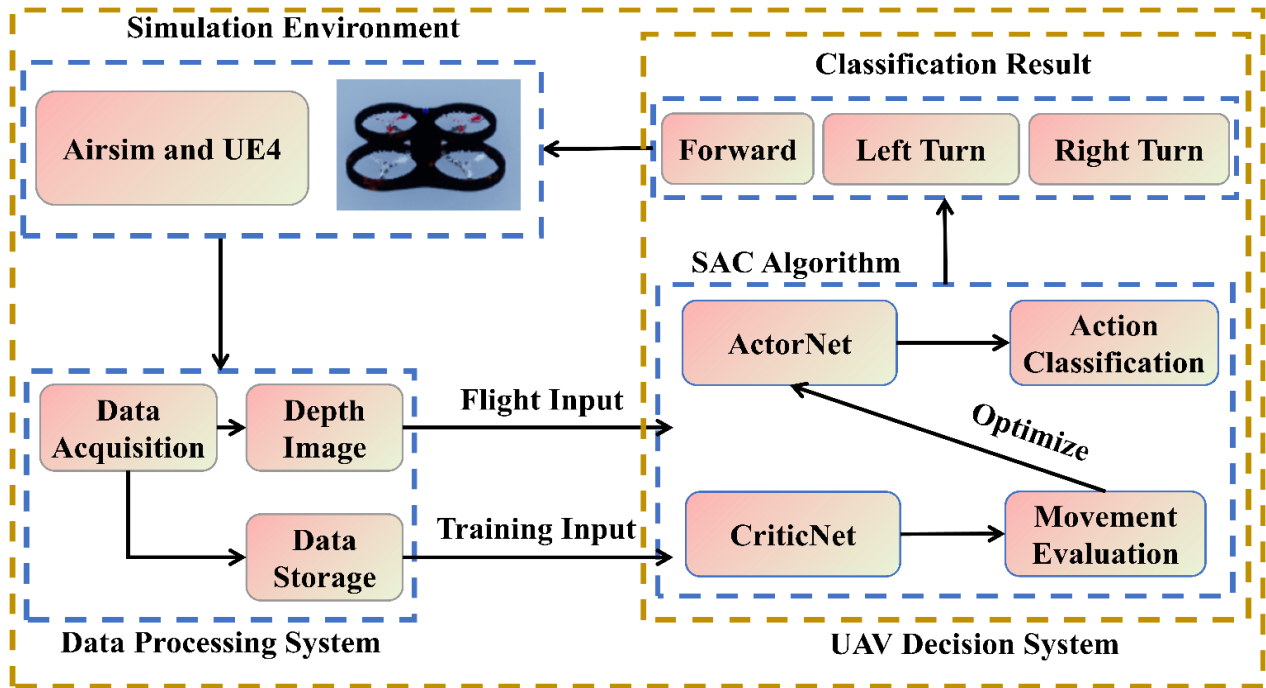 Simulation Environment
Airsim and UE4
Classification Result
Forward
Left Turn
Right Turn
SAC Algorithm
ActorNet
Action
Classification
Optimize
CriticNet
Movement
Evaluation
UAV Decision System
Data
Acquisition
Depth
Image
Flight Input
Data
Storage
Training Input
Data Processing System